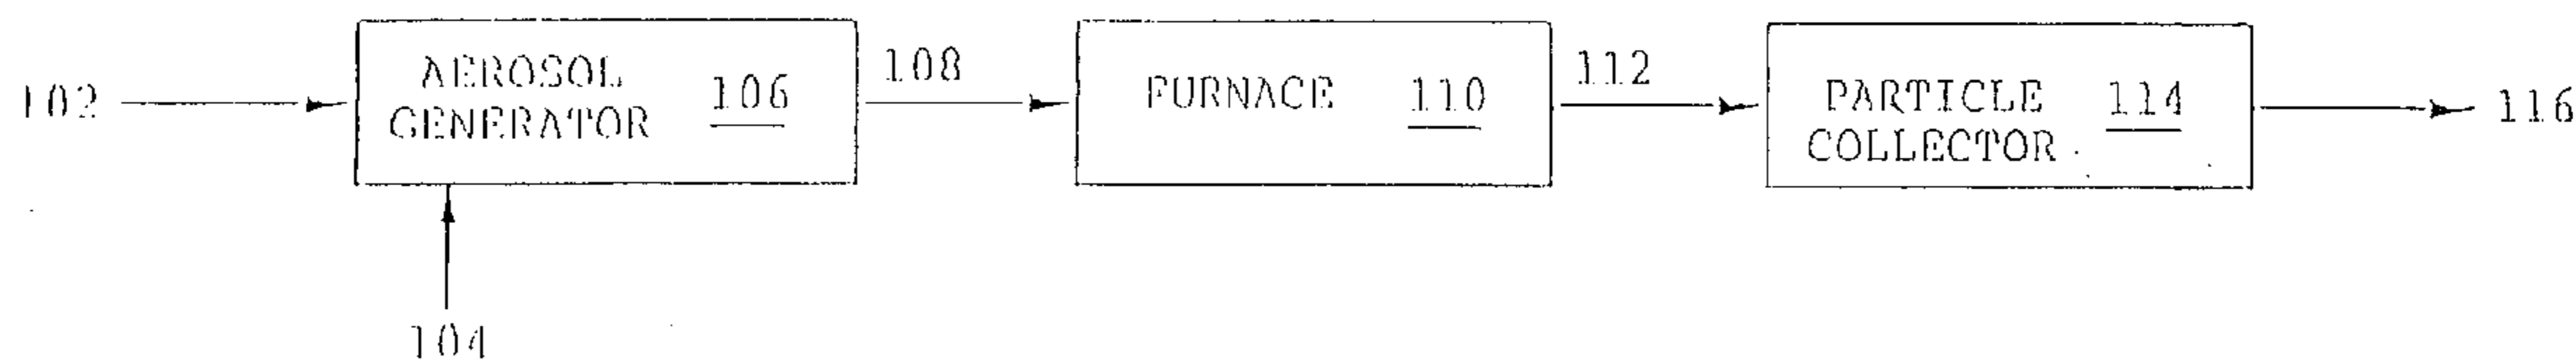 102
AEROSOL
GENERATOR 106
108
FURNACE 110
112
PARTICLE
COLLECTOR 114
116
104